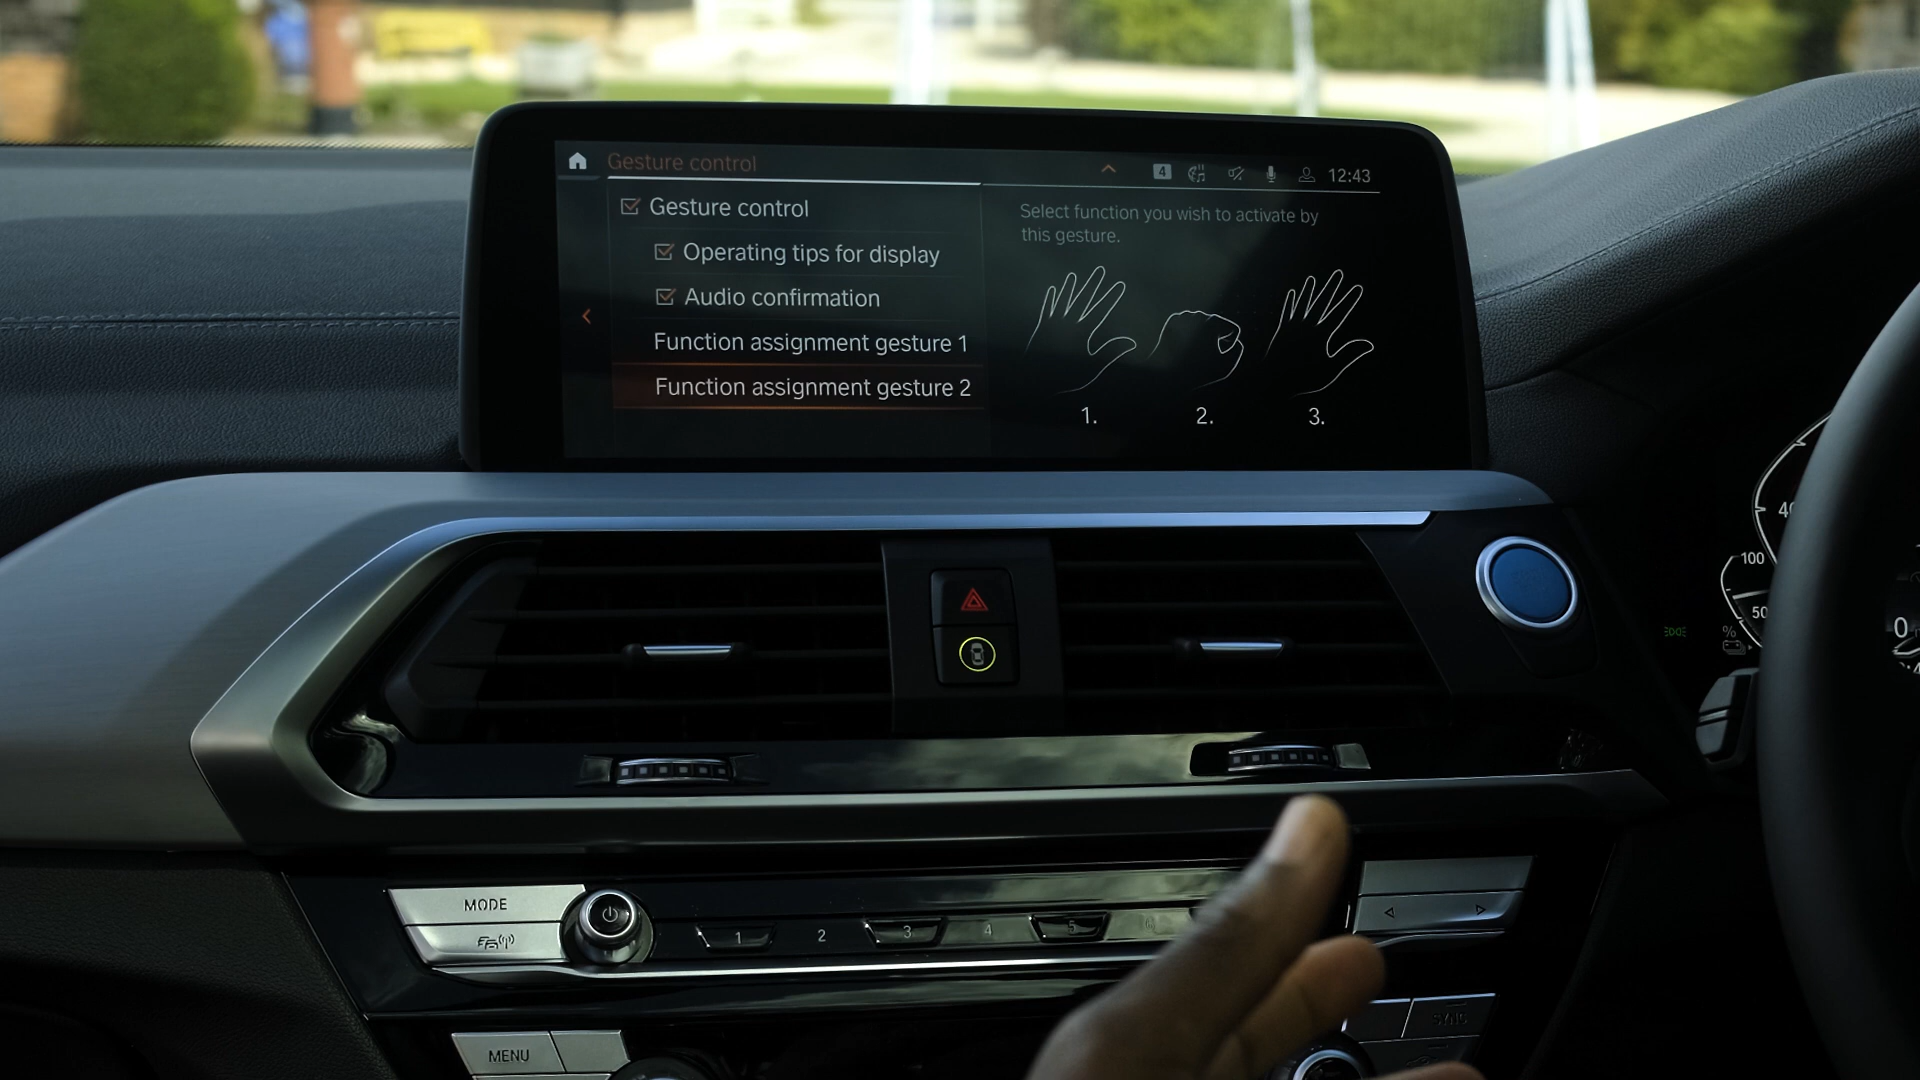 Gesture control
4
12:43
Gesture control
Operating tips for display
Audio confirmation
Function assignment gesture 1
Function assignment gesture 2
Select function you wish to activate by
this gesture.
1. 2. 3.
100
50
%
0
MODE
1 2 3 4 5
MENU
SYNC